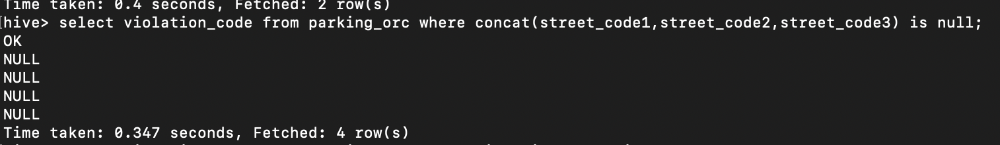 Time taken: 0.4 seconds, Fetched: 2 row(s)
[hive> select violation_code from parking_orc where concat(street_code1,street_code2,street_code3) is null;
OK
NULL
NULL
NULL
NULL
Time taken: 0.347 seconds, Fetched: 4 row(s)